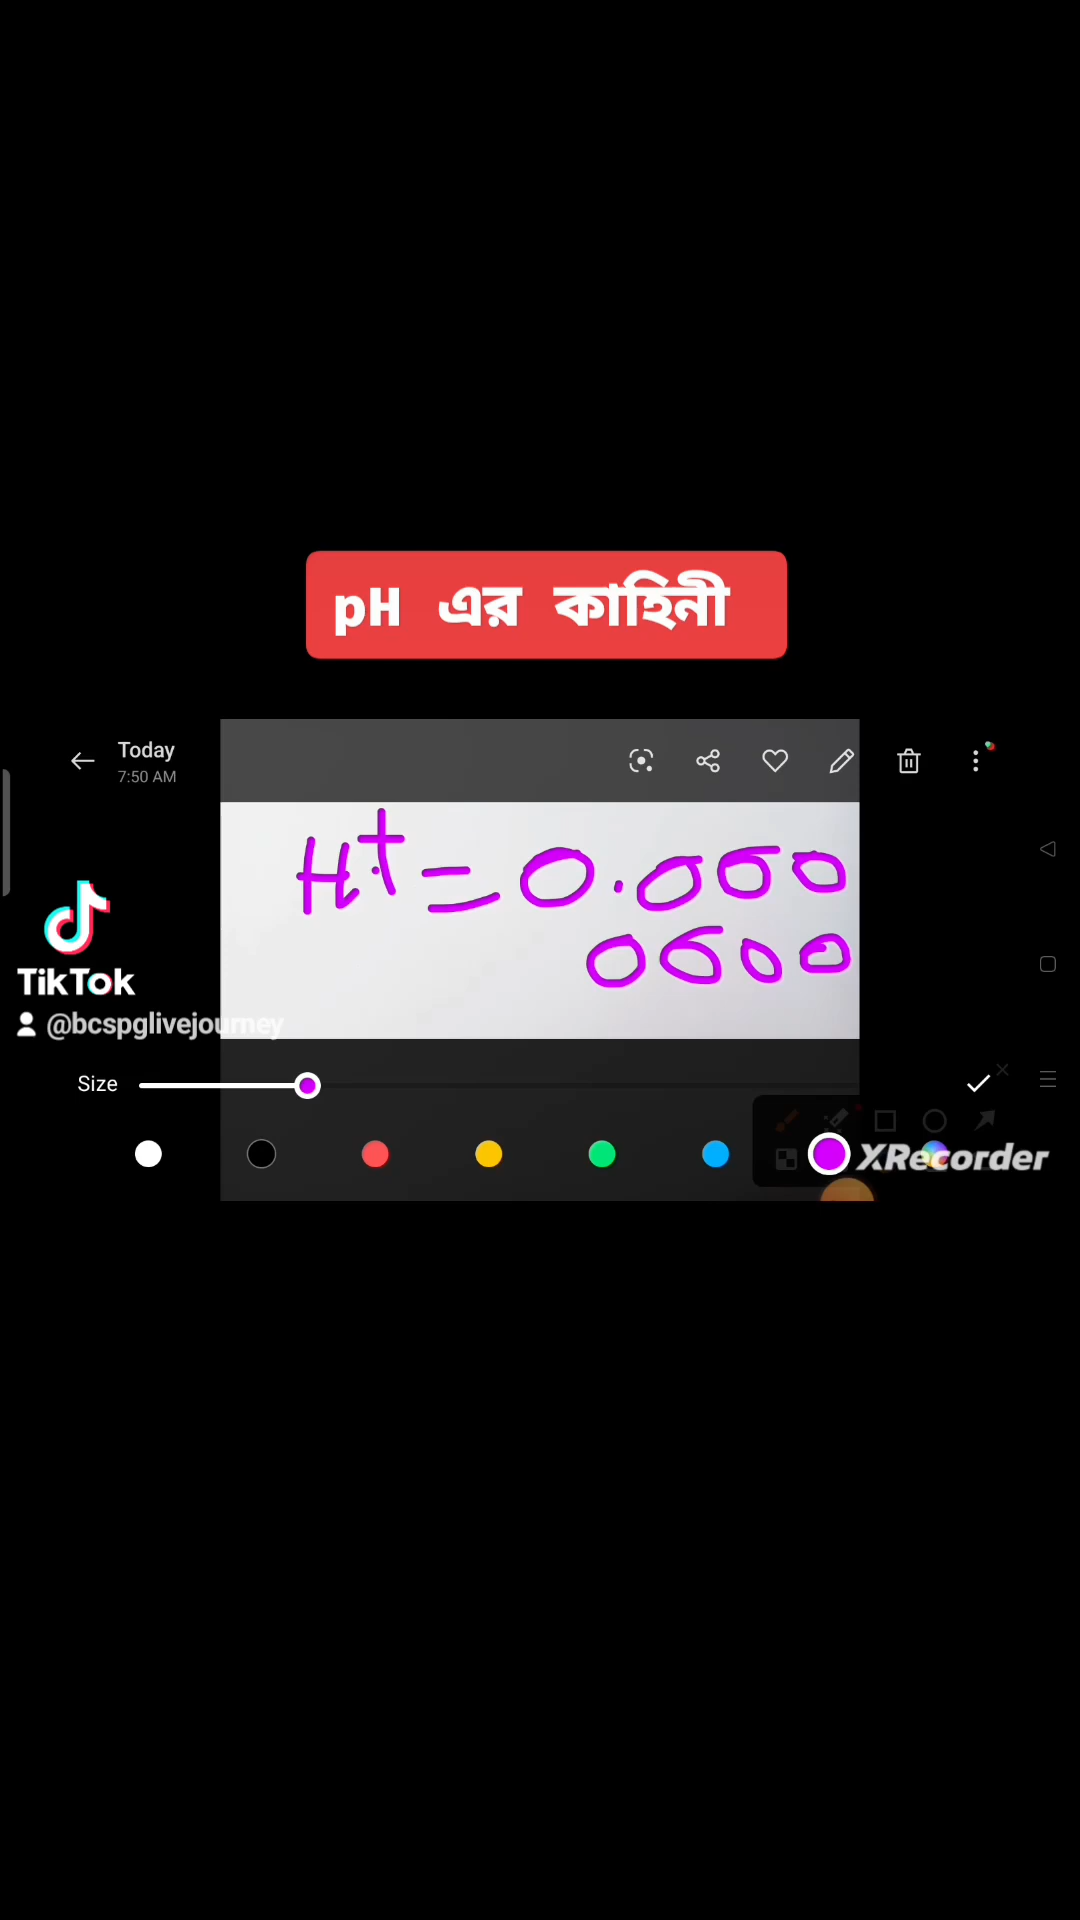 pH এর কাহিনী
Today
7:50 AM
H+ = 0.000
0000
TikTok
@bcspglivejourney
Size
XRecorder